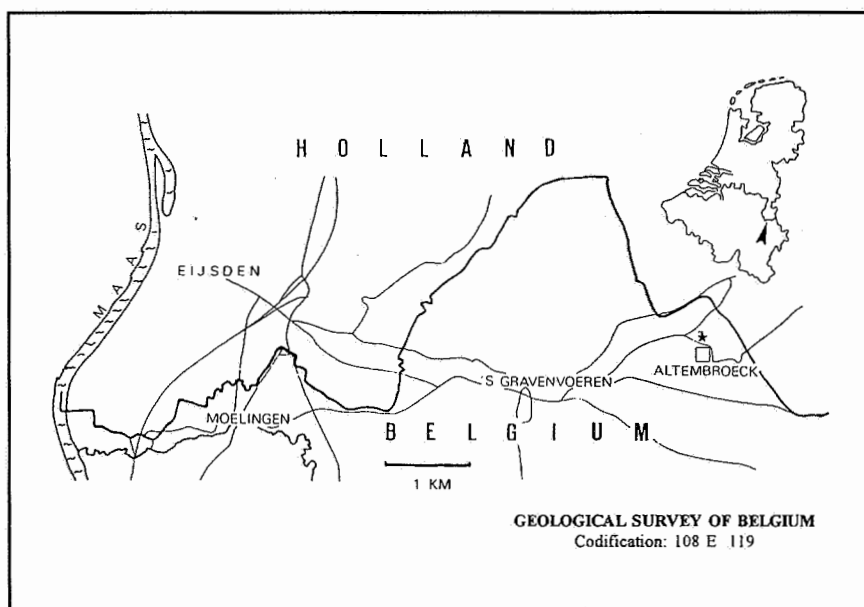 HOLLAND
MAAS
EIJSDEN
ALTEMBROECK
'S GRAVENVOEREN
MOELINGEN
BELGIUM
1 KM
GEOLOGICAL SURVEY OF BELGIUM
Codification: 108 E 119